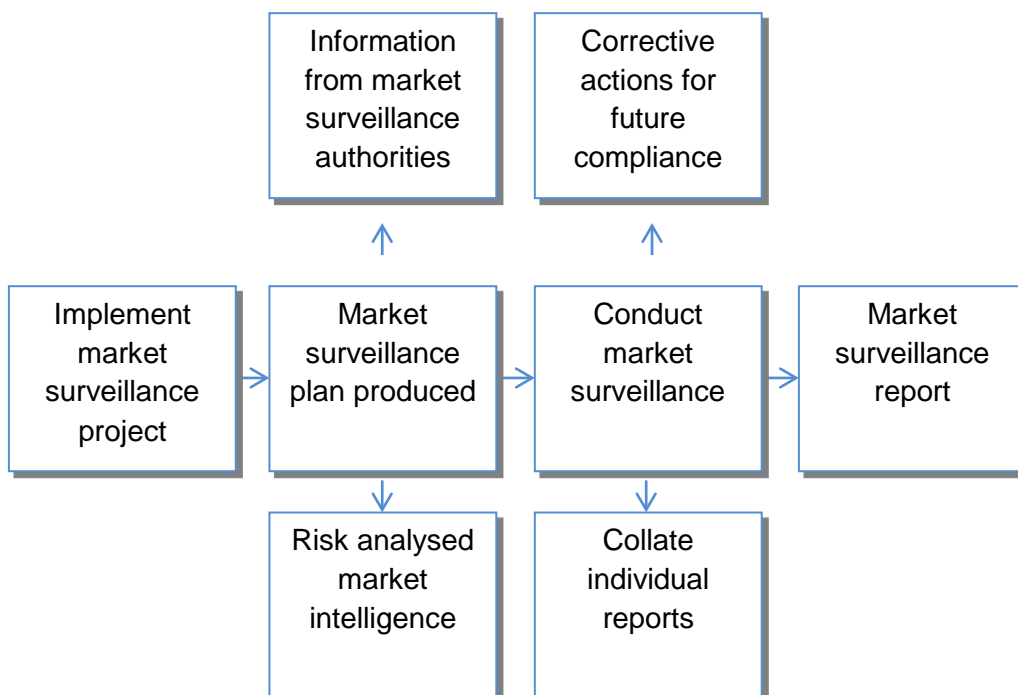 Information
from market
surveillance
authorities
Corrective
actions for
future
compliance
Implement
market
surveillance
project
Market
surveillance
plan produced
Conduct
market
surveillance
Market
surveillance
report
Risk analysed
market
intelligence
Collate
individual
reports